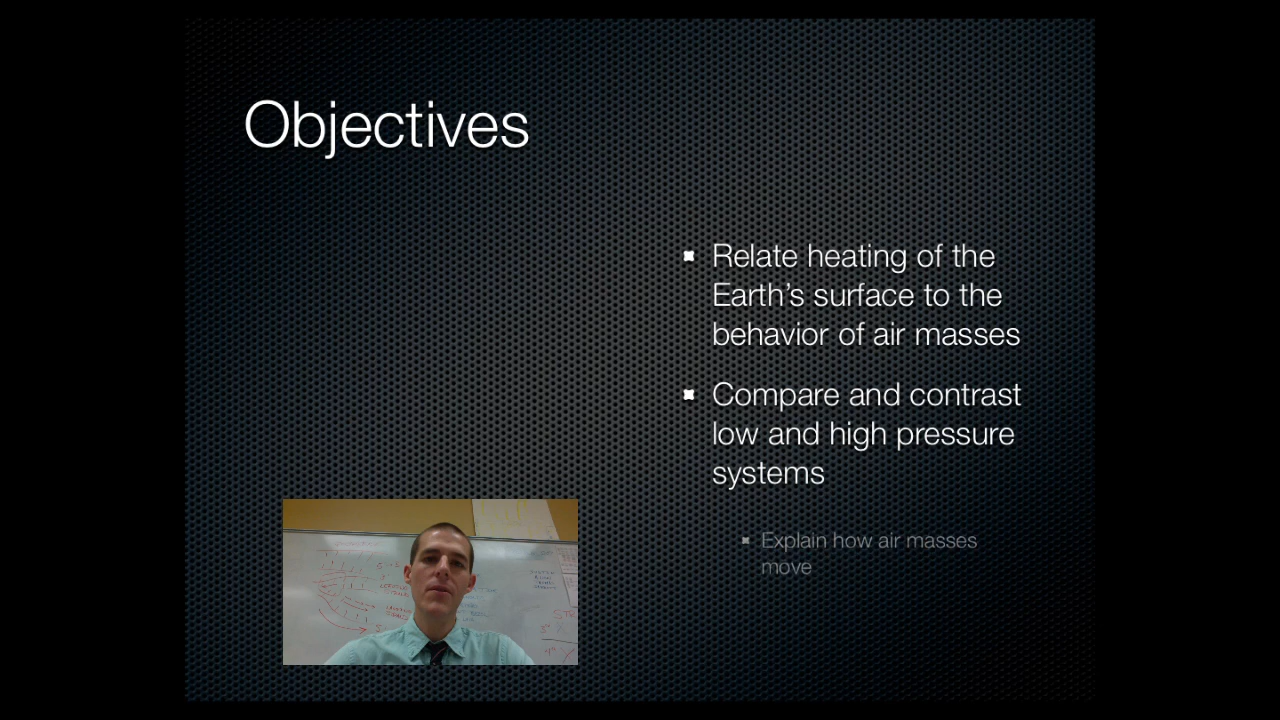 Objectives
Relate heating of the
Earth's surface to the
behavior of air masses
Compare and contrast
low and high pressure
systems
Explain how air masses
move